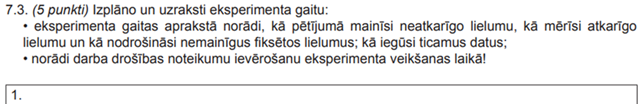 7.3. (5 punkti) Izplāno un uzraksti eksperimenta gaitu:
• eksperimenta gaitas aprakstā norādi, kā pētījumā mainīsi neatkarīgo lielumu, kā mērīsi atkarīgo
lielumu un kā nodrošināsi nemainīgus fiksētos lielumus; kā iegūsi ticamus datus;
• norādi darba drošības noteikumu ievērošanu eksperimenta veikšanas laikā!
1.